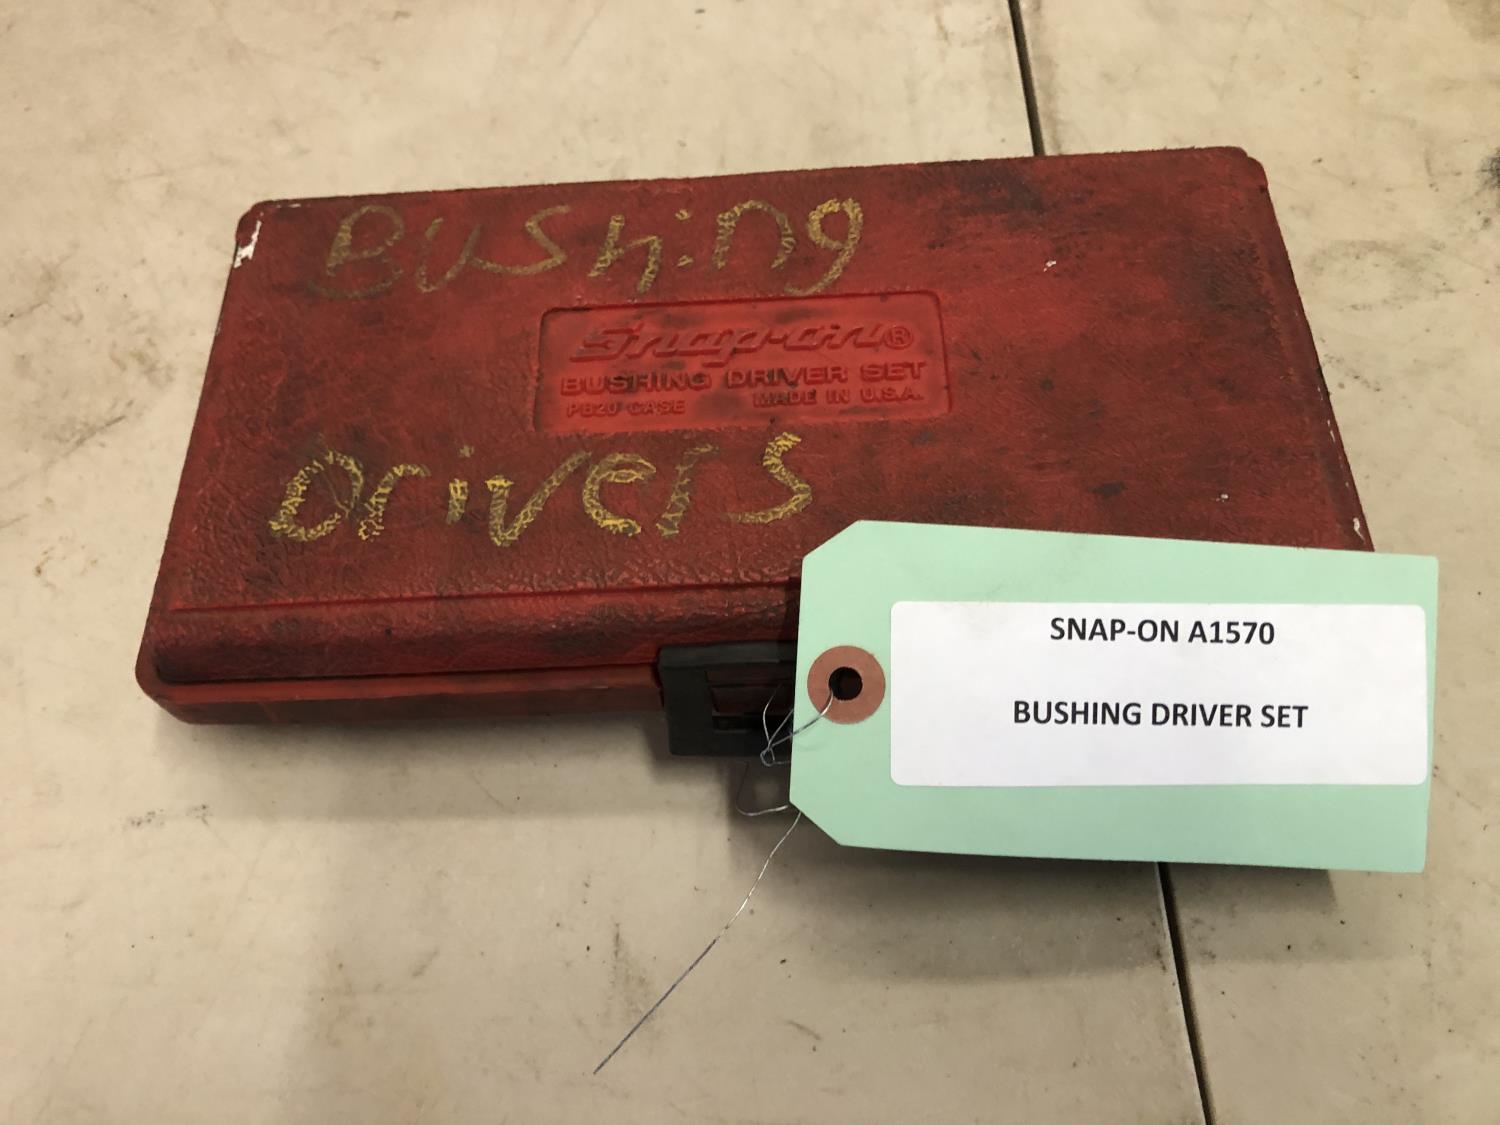 Bushing
Snap-on®
BUSHING DRIVER SET
PB20 CASE MADE IN U.S.A.
Drivers
SNAP-ON A1570
BUSHING DRIVER SET